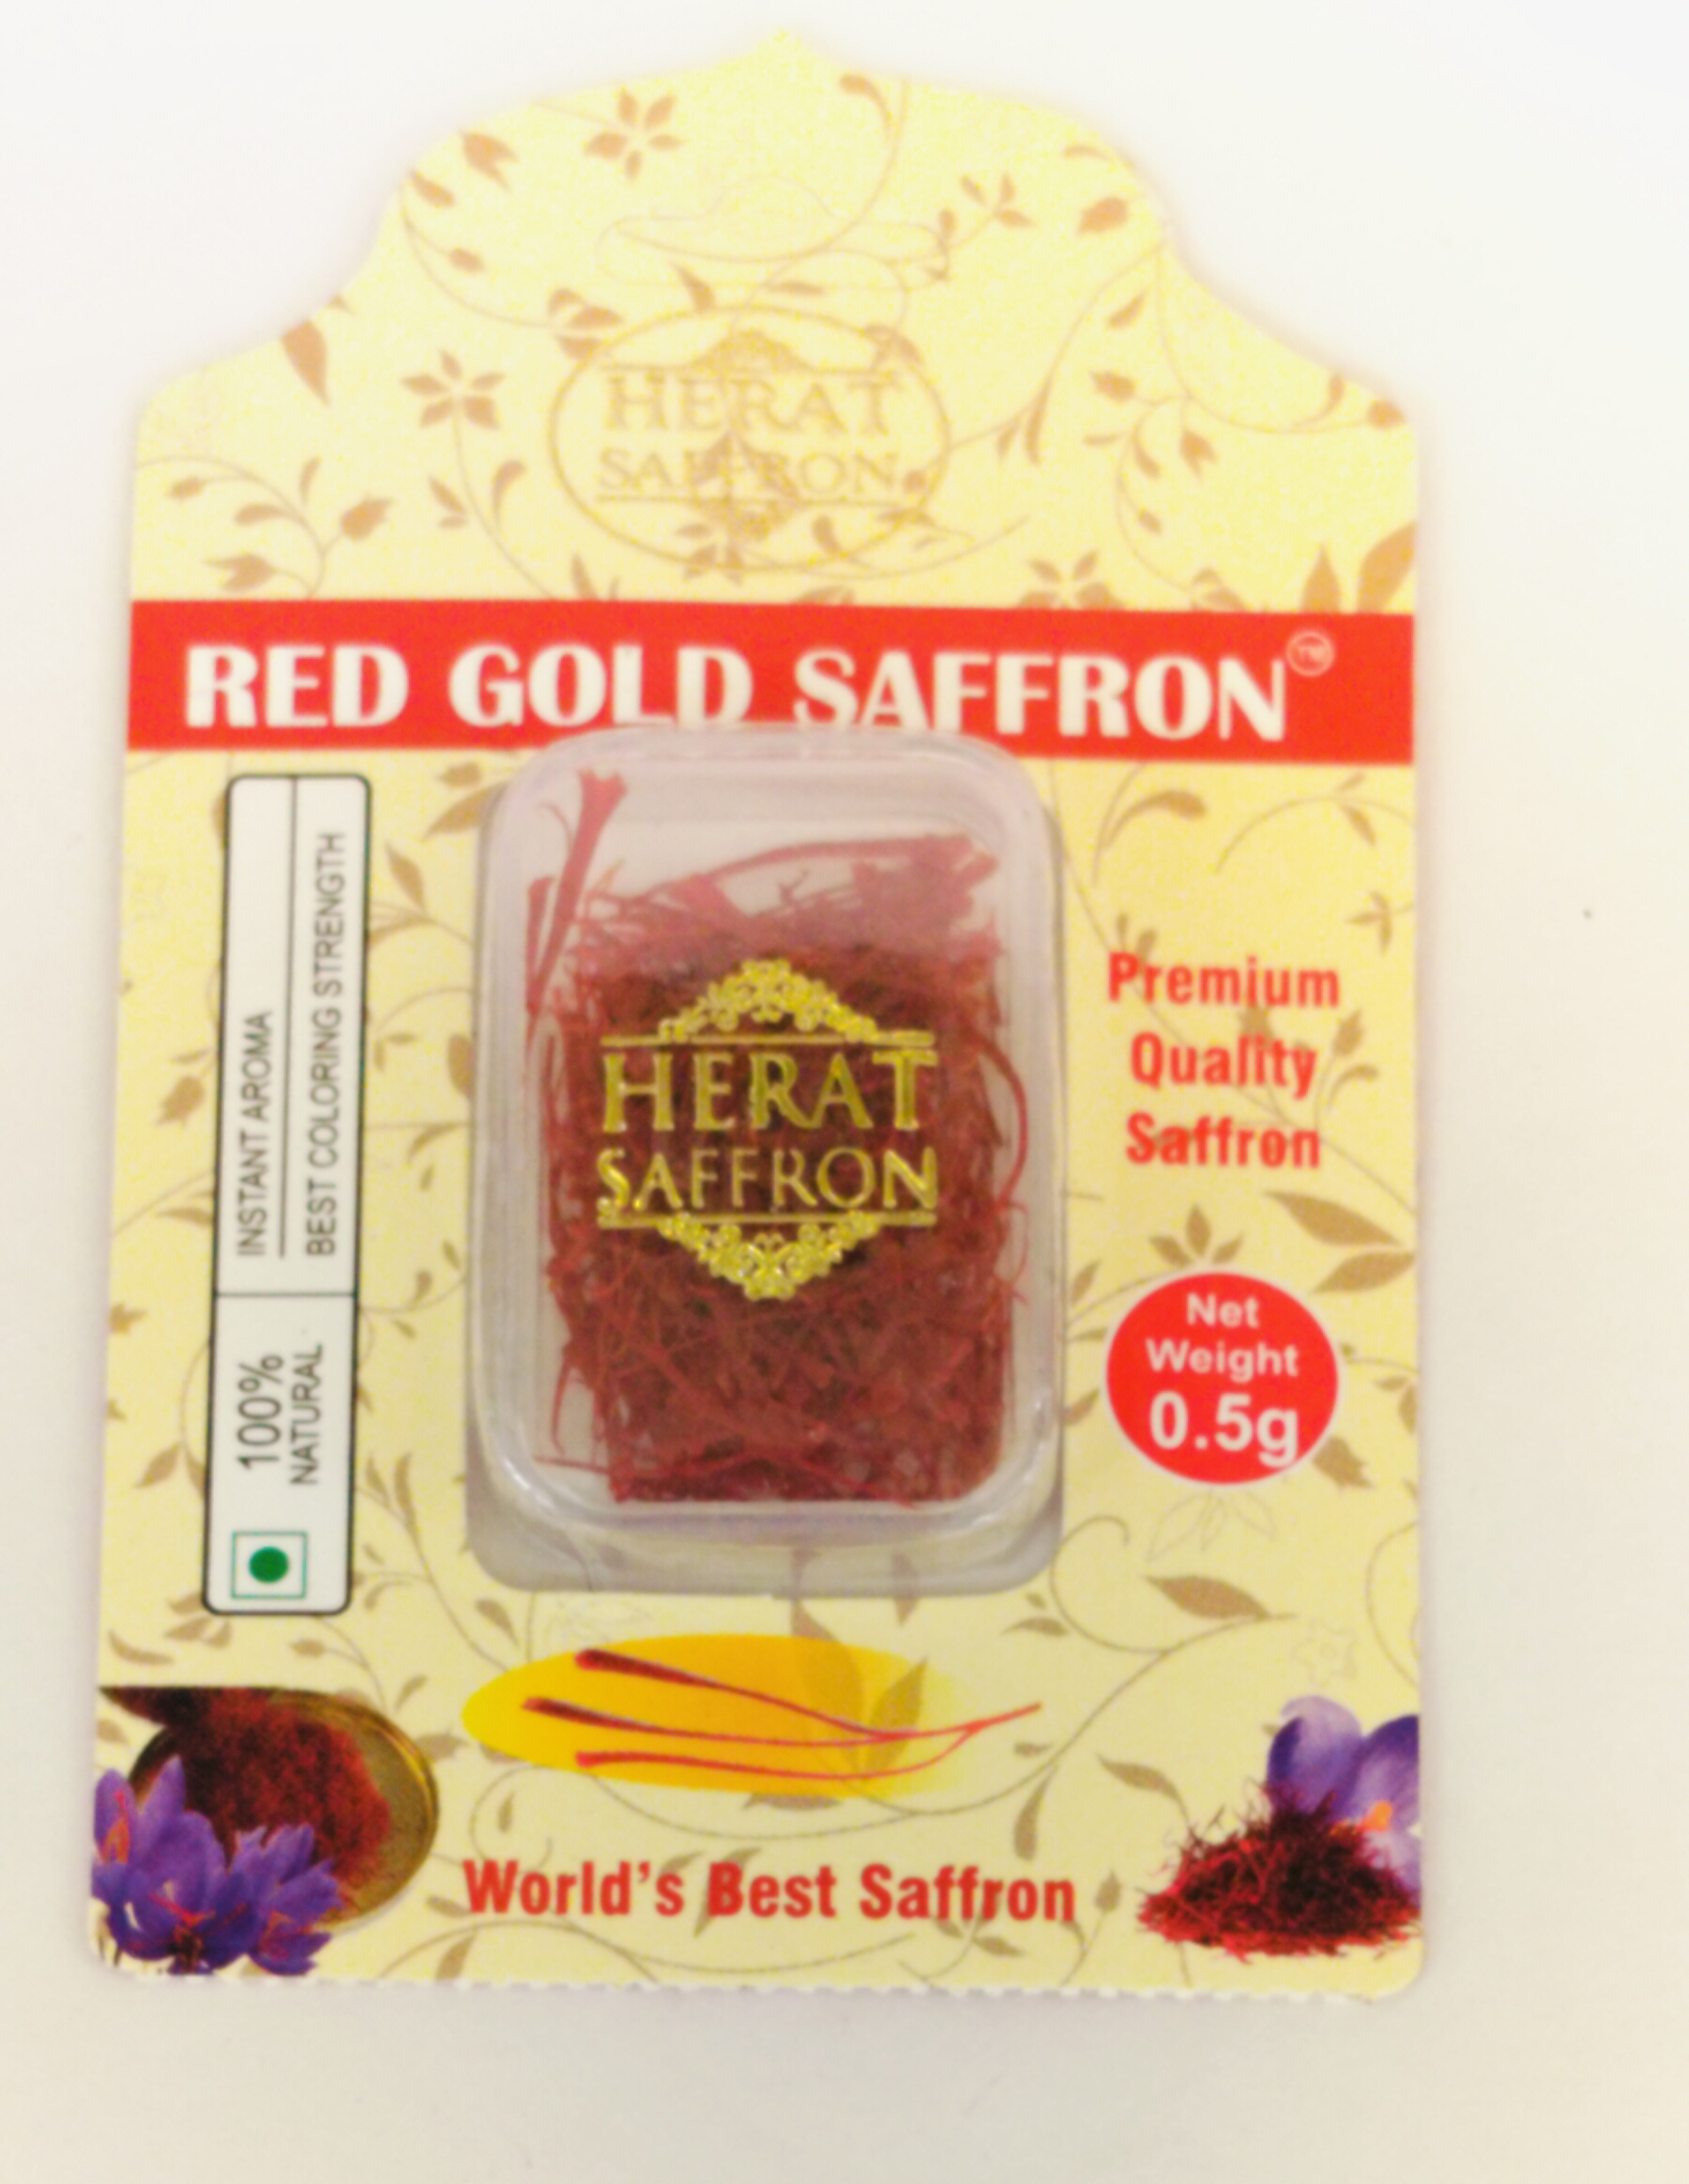 HERAT
SAFFRON
RED GOLD SAFFRON™
INSTANT AROMA
BEST COLORING STRENGTH
100%
NATURAL
HERAT
SAFFRON
Premium
Quality
Saffron
Net
Weight
0.5g
World's Best Saffron